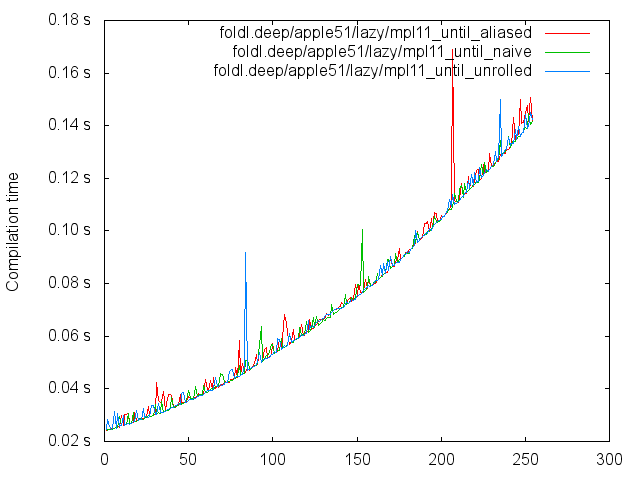 0.18 s
0.16 s
0.14 s
0.12 s
0.10 s
0.08 s
0.06 s
0.04 s
0.02 s
Compilation time
foldl.deep/apple51/lazy/mpl11_until_aliased
foldl.deep/apple51/lazy/mpl11_until_naive
foldl.deep/apple51/lazy/mpl11_until_unrolled
0 50 100 150 200 250 300